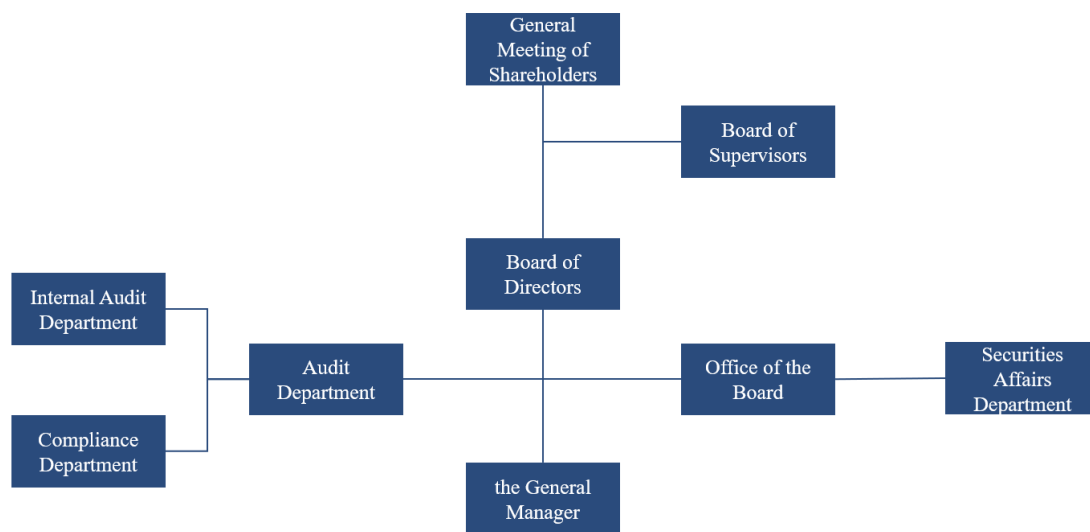 General
Meeting of
Shareholders
Board of
Supervisors
Board of
Directors
Internal Audit
Department
Audit
Department
Office of the
Board
Securities
Affairs
Department
Compliance
Department
the General
Manager